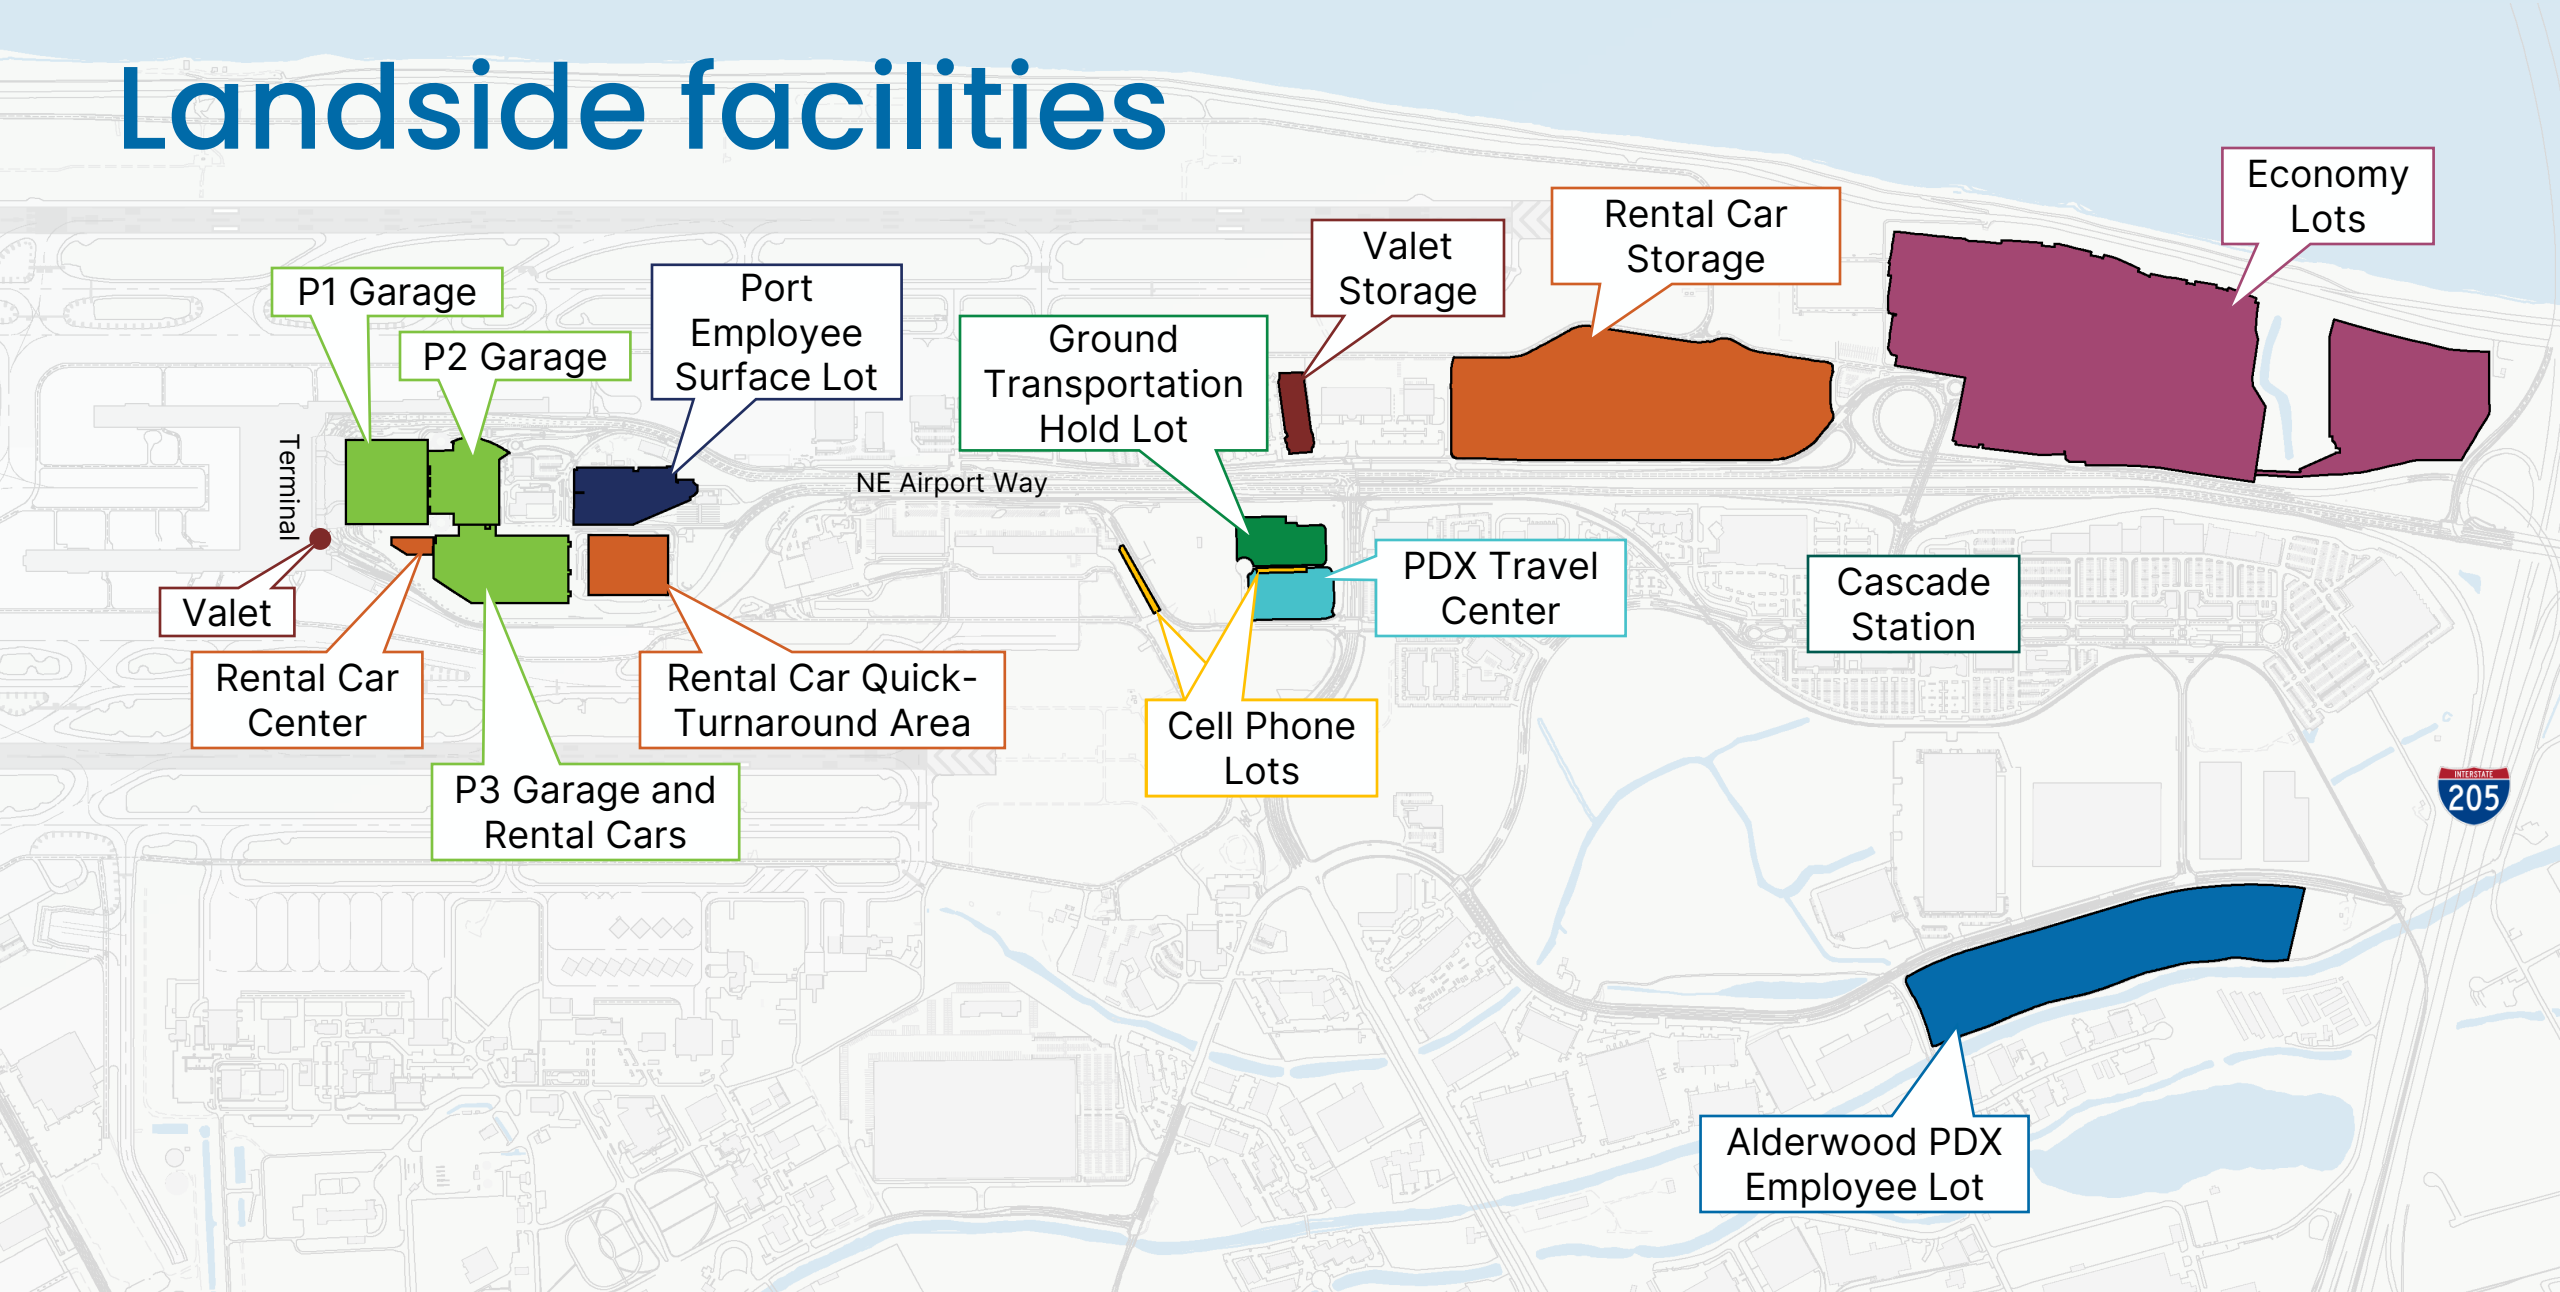 Landside facilities
Economy
Lots
Rental Car
Storage
Valet
Storage
P1 Garage
Port
Employee
Surface Lot
P2 Garage
Ground
Transportation
Hold Lot
Terminal
NE Airport Way
PDX Travel
Center
Cascade
Station
Valet
Rental Car
Center
Rental Car Quick-
Turnaround Area
Cell Phone
Lots
P3 Garage and
Rental Cars
INTERSTATE
205
Alderwood PDX
Employee Lot